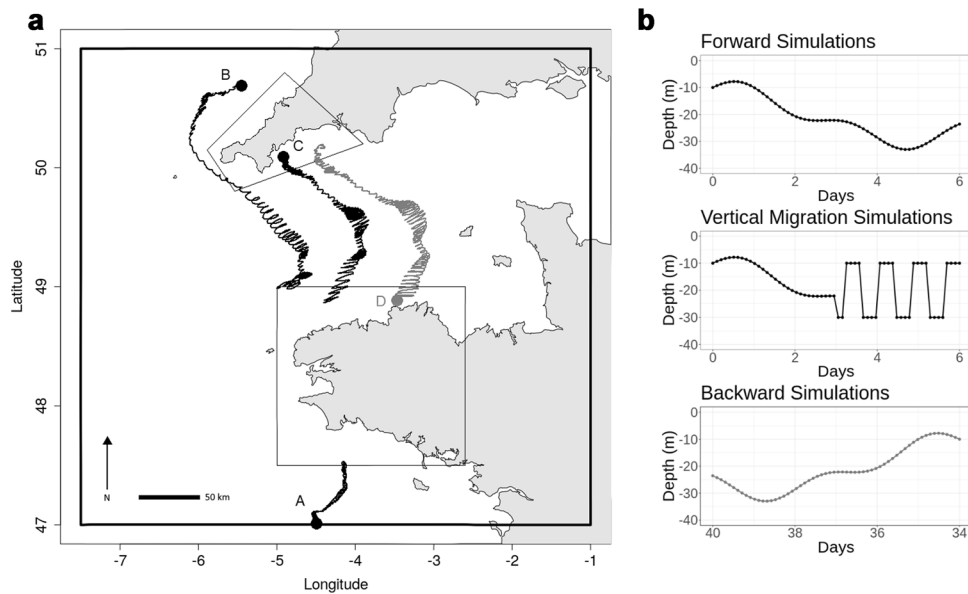 a
51
50
49
48
47
Latitude
B
C
D
A
N
50 km
-7 -6 -5 -4 -3 -2 -1
Longitude
b
Forward Simulations
Depth (m)
0
-10
-20
-30
-40
0 2 4 6
Days
Vertical Migration Simulations
Depth (m)
0
-10
-20
-30
-40
0 2 4 6
Days
Backward Simulations
Depth (m)
0
-10
-20
-30
-40
40 38 36 34
Days